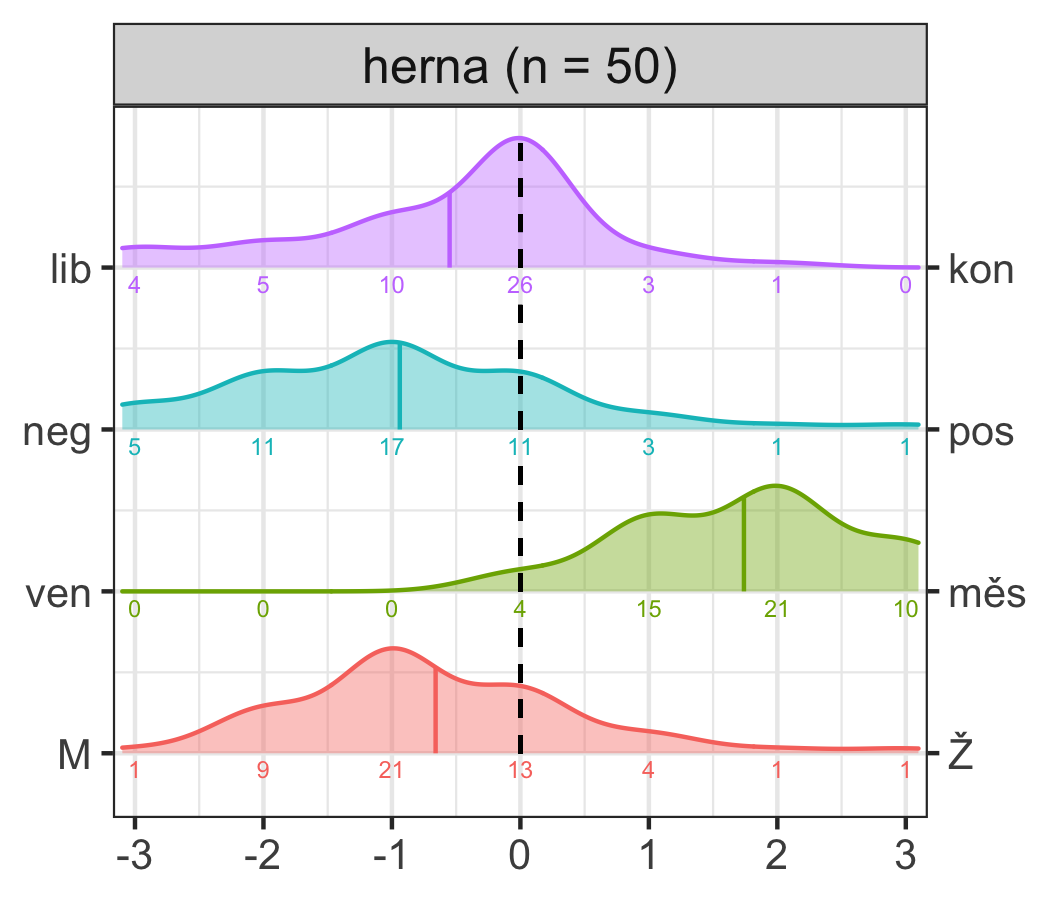 herna (n = 50)
lib kon
4 5 10 26 3 1 0
neg pos
5 11 17 11 3 1 1
ven měs
0 0 0 4 15 21 10
M Ž
1 9 21 13 4 1 1
-3 -2 -1 0 1 2 3